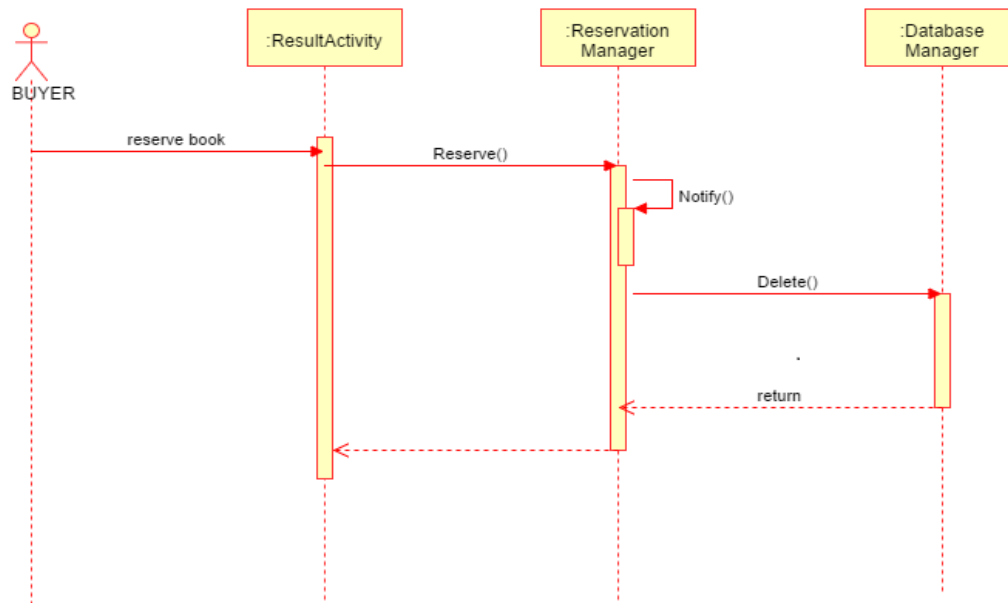 :ResultActivity
:Reservation
Manager
:Database
Manager
BUYER
reserve book
Reserve()
Notify()
Delete()
return